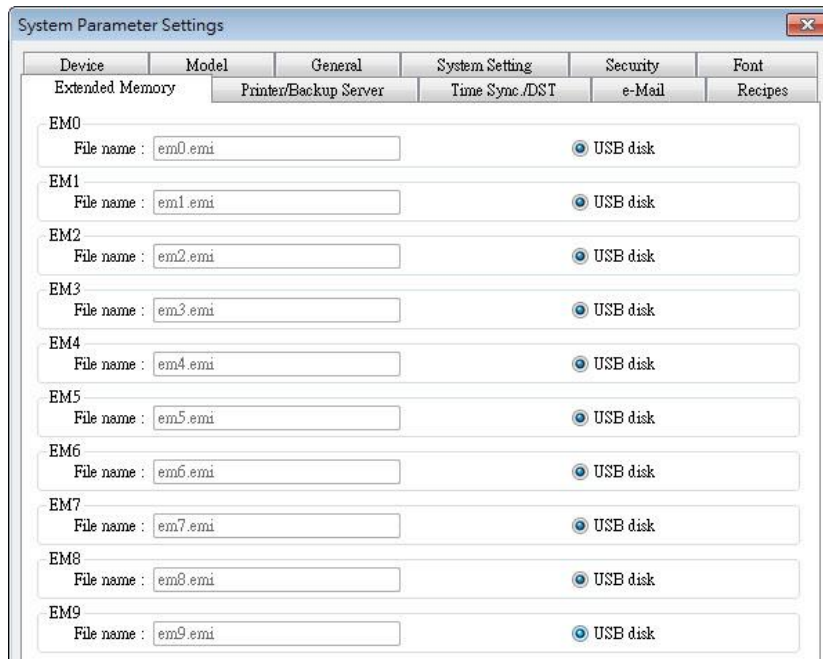 System Parameter Settings
Device Model General System Setting Security Font
Extended Memory Printer/Backup Server Time Sync./DST e-Mail Recipes
EM0
File name : em0.emi USB disk
EM1
File name : em1.emi USB disk
EM2
File name : em2.emi USB disk
EM3
File name : em3.emi USB disk
EM4
File name : em4.emi USB disk
EM5
File name : em5.emi USB disk
EM6
File name : em6.emi USB disk
EM7
File name : em7.emi USB disk
EM8
File name : em8.emi USB disk
EM9
File name : em9.emi USB disk